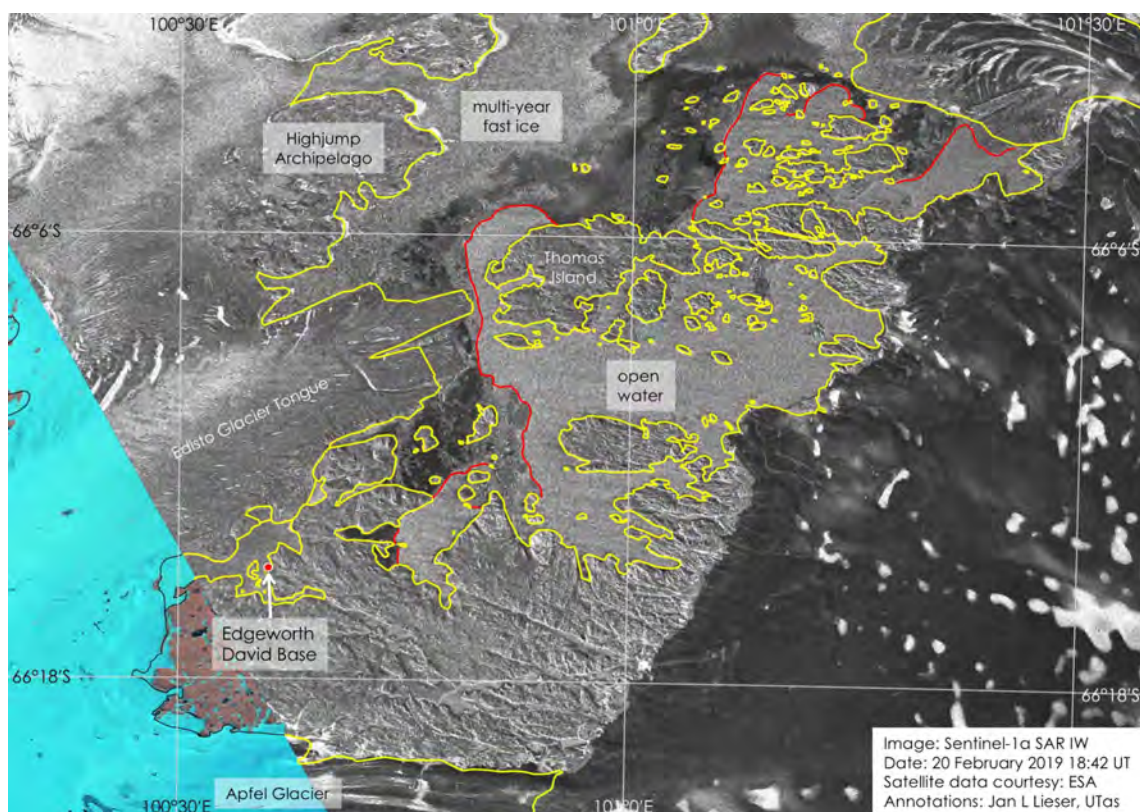 100°30'E
101°0'E
101°30'E
multi-year
fast ice
Highjump
Archipelago
66°6'S
66°6'S
Thomas
Island
open
water
Edisto Glacier Tongue
Edgeworth
David Base
66°18'S
66°18'S
Image: Sentinel-1a SAR IW
Date: 20 February 2019 18:42 UT
Satellite data courtesy: ESA
Annotations: Jan L Lieser, UTas
100°30'E
Apfel Glacier
101°0'E